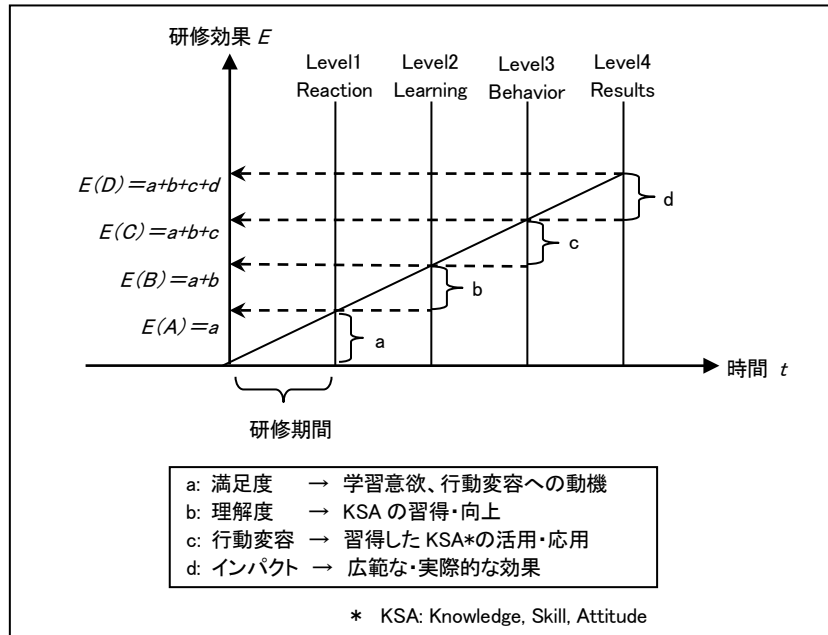 研修効果 E
Level1 Level2 Level3 Level4
Reaction Learning Behavior Results
E(D)=a+b+c+d
d
E(C)=a+b+c
c
E(B)=a+b
b
E(A)=a
a
時間 t
研修期間
a: 満足度 → 学習意欲、行動変容への動機
b: 理解度 → KSA の習得・向上
c: 行動変容 → 習得した KSA*の活用・応用
d: インパクト → 広範な・実際的な効果
* KSA: Knowledge, Skill, Attitude